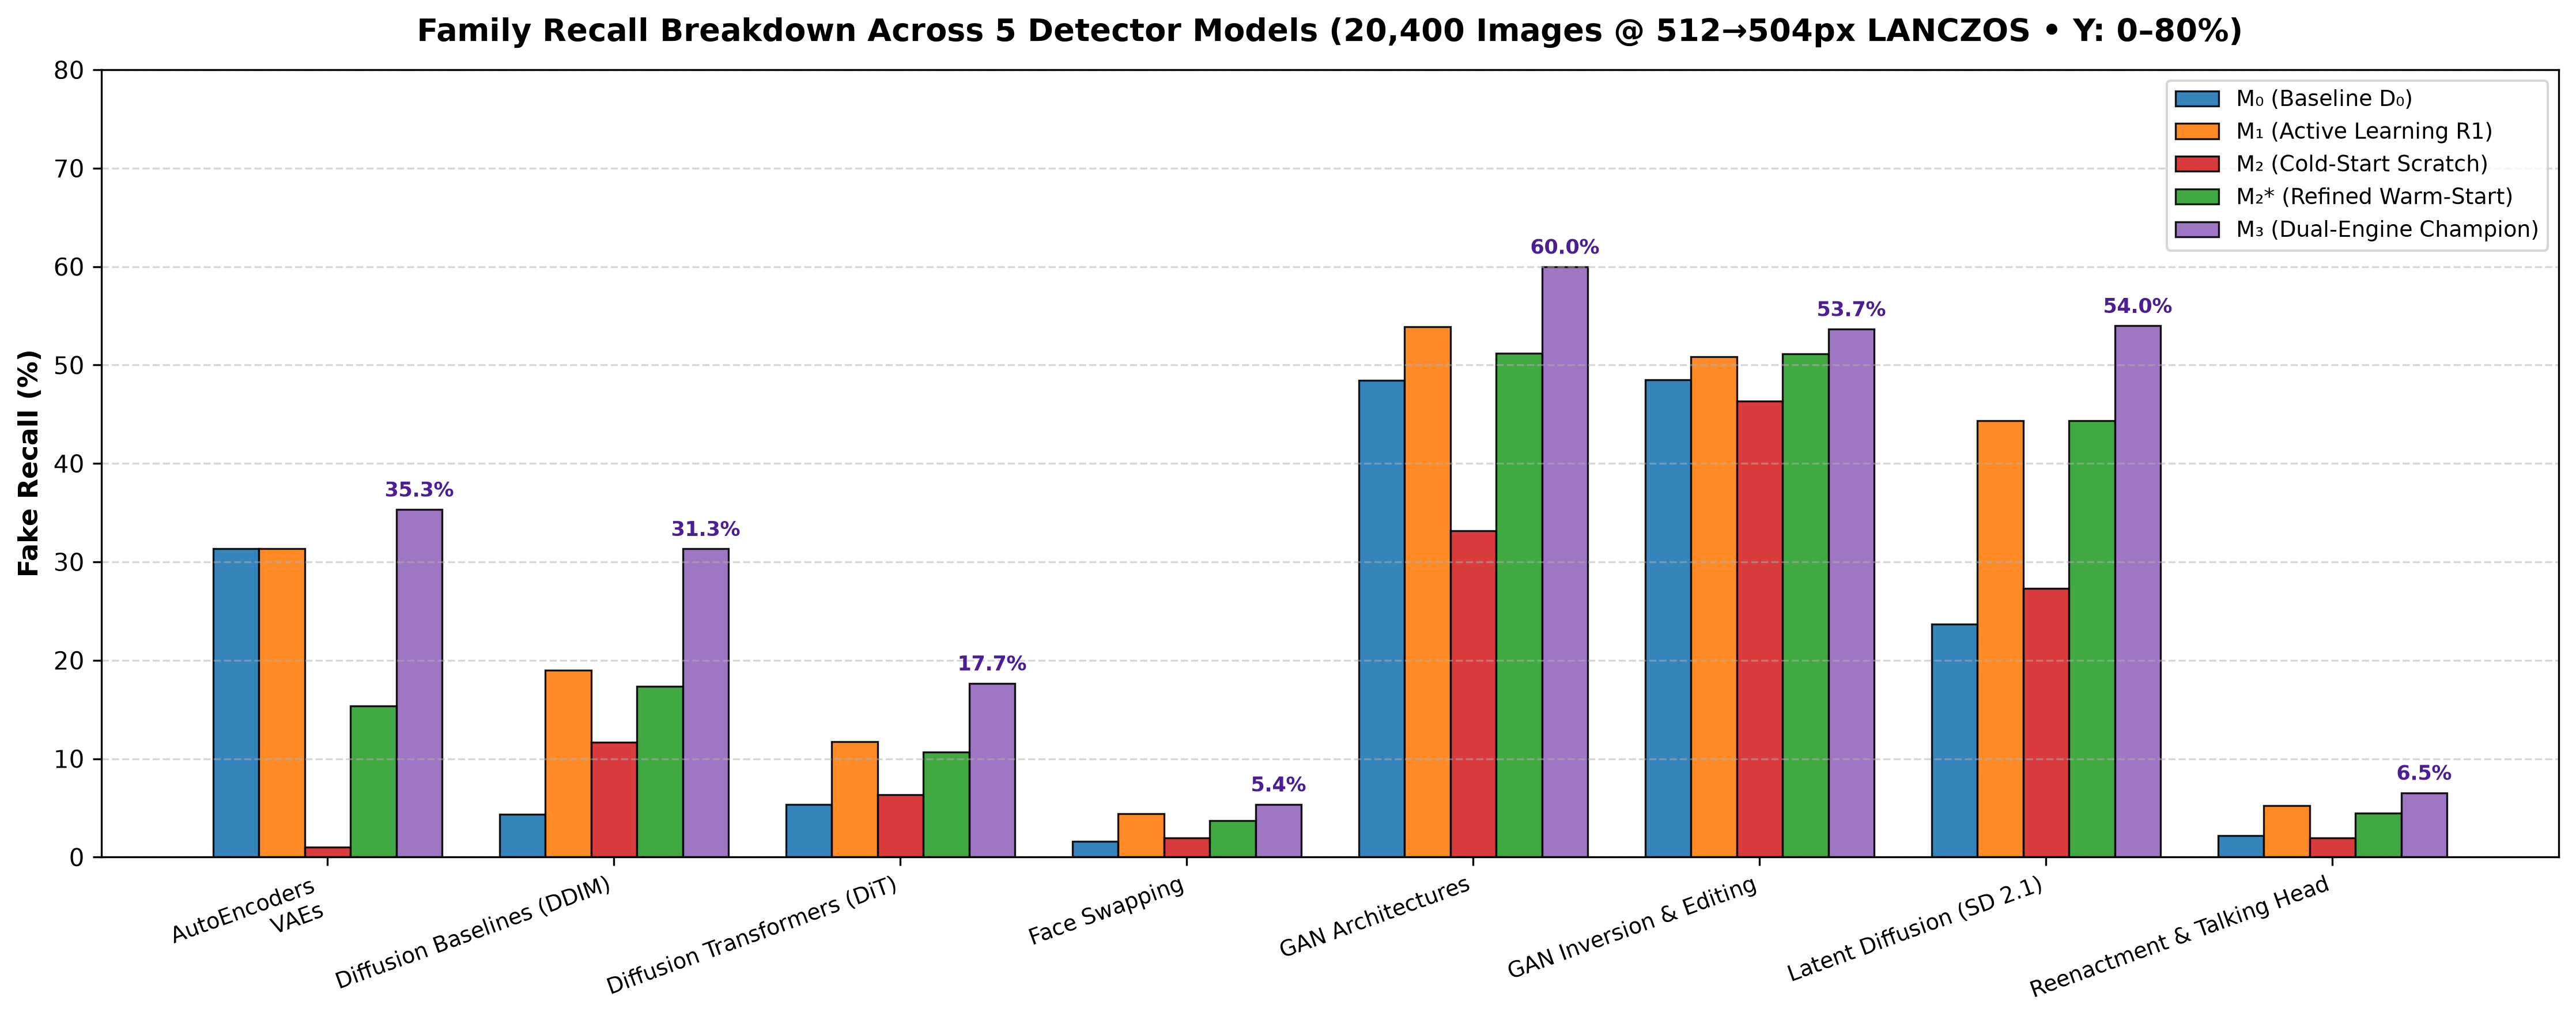 Family Recall Breakdown Across 5 Detector Models (20,400 Images @ 512→504px LANCZOS • Y: 0–80%)
Fake Recall (%)
80
70
60
50
40
30
20
10
0
M₀ (Baseline D₀)
M₁ (Active Learning R1)
M₂ (Cold-Start Scratch)
M₂* (Refined Warm-Start)
M₃ (Dual-Engine Champion)
35.3%
31.3%
17.7%
5.4%
60.0%
53.7%
54.0%
6.5%
AutoEncoders
VAEs
Diffusion Baselines (DDIM)
Diffusion Transformers (DiT)
Face Swapping
GAN Architectures
GAN Inversion & Editing
Latent Diffusion (SD 2.1)
Reenactment & Talking Head